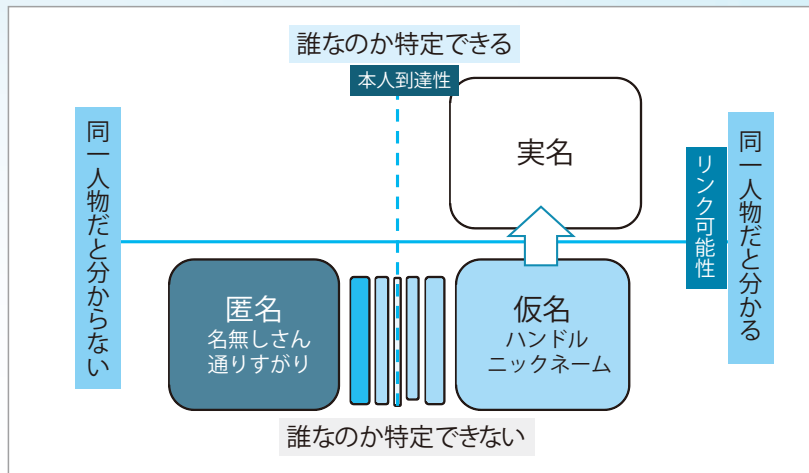 誰なのか特定できる
本人到達性
実名
同一人物だと分からない
リンク可能性
同一人物だと分かる
匿名
名無しさん
通りすがり
仮名
ハンドル
ニックネーム
誰なのか特定できない